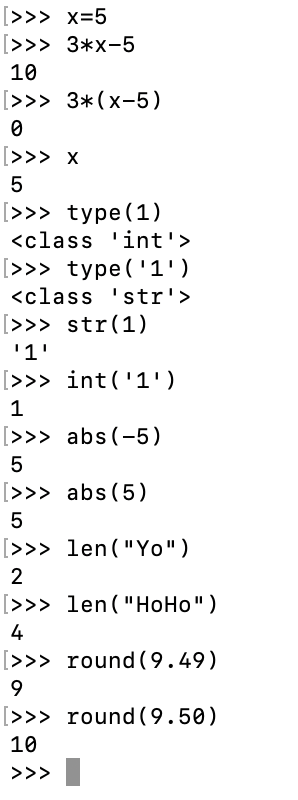 [>>> x=5
[>>> 3*x-5
10
[>>> 3*(x-5)
0
[>>> x
5
[>>> type(1)
<class 'int'>
[>>> type('1')
<class 'str'>
[>>> str(1)
'1'
[>>> int('1')
1
[>>> abs(-5)
5
[>>> abs(5)
5
[>>> len("Yo")
2
[>>> len("HoHo")
4
[>>> round(9.49)
9
[>>> round(9.50)
10
>>>